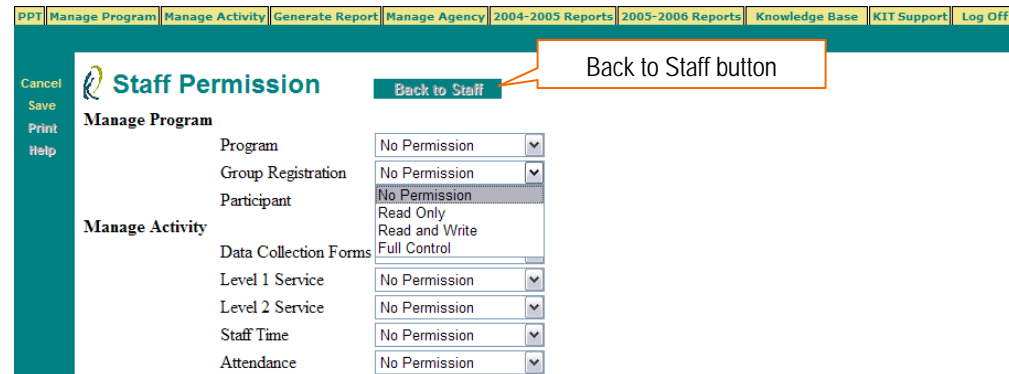 PPT Manage Program Manage Activity Generate Report Manage Agency 2004-2005 Reports 2005-2006 Reports Knowledge Base KIT Support Log Off
Cancel
Save
Print
Help
Staff Permission
Back to Staff
Back to Staff button
Manage Program
Program No Permission
Group Registration No Permission
Participant
No Permission
Read Only
Read and Write
Full Control
Manage Activity
Data Collection Forms
Level 1 Service No Permission
Level 2 Service No Permission
Staff Time No Permission
Attendance No Permission